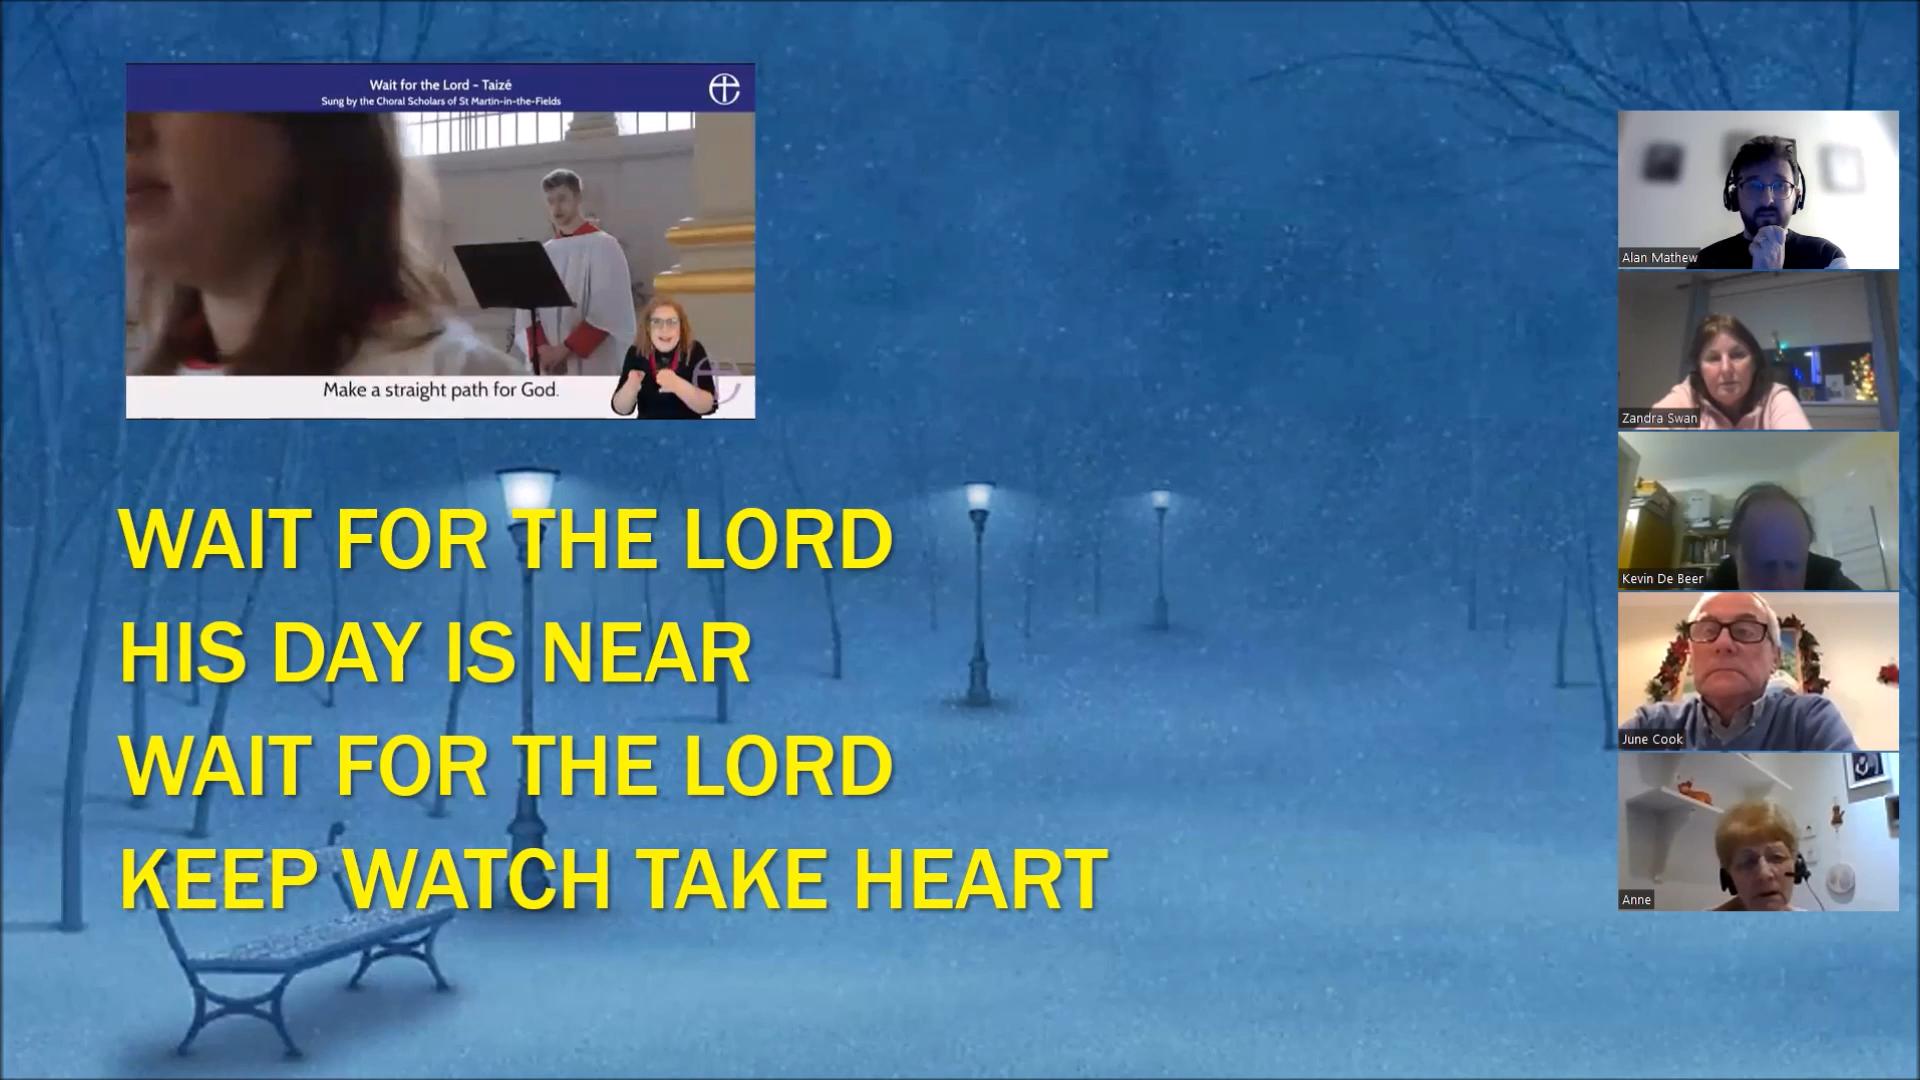 Wait for the Lord - Taizé
Sung by the Choral Scholars of St Martin-in-the-Fields
Make a straight path for God.
WAIT FOR THE LORD
HIS DAY IS NEAR
WAIT FOR THE LORD
KEEP WATCH TAKE HEART
Alan Mathew
Zandra Swan
Kevin De Beer
June Cook
Anne